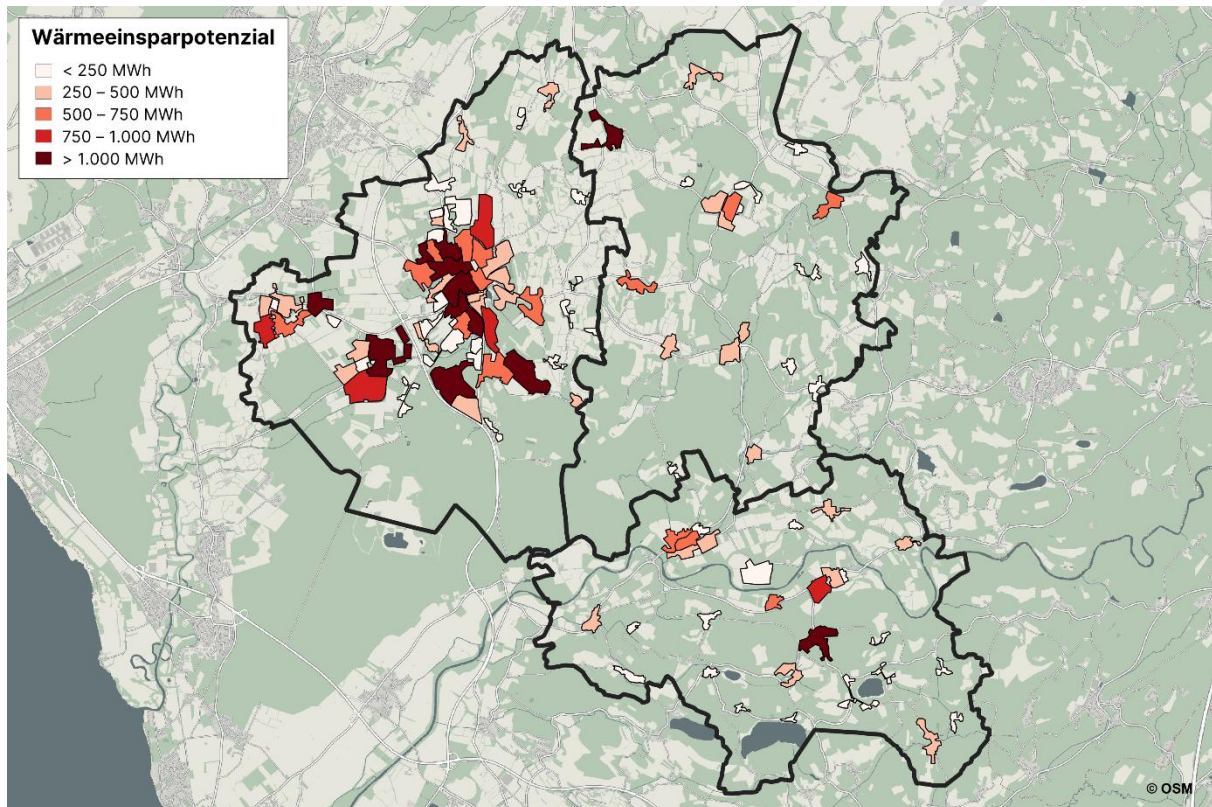 Wärmeeinsparpotenzial
< 250 MWh
250 – 500 MWh
500 – 750 MWh
750 – 1.000 MWh
> 1.000 MWh
© OSM